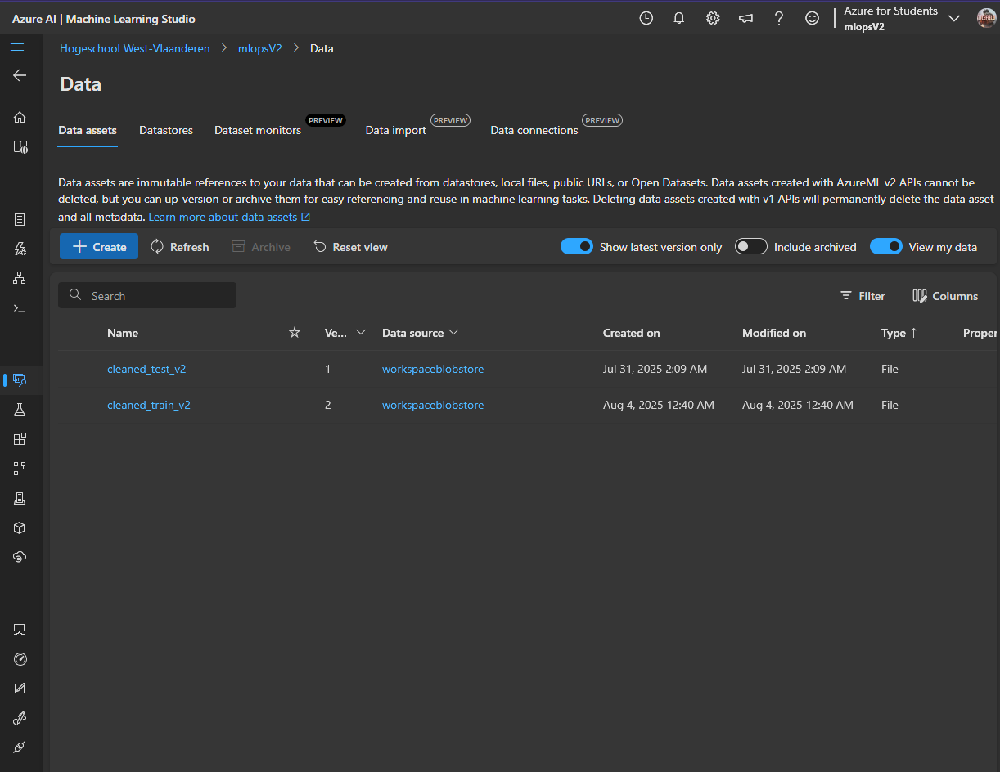 Azure AI | Machine Learning Studio
Azure for Students
mlopsV2
Hogeschool West-Vlaanderen > mlopsV2 > Data
Data
Data assets Datastores Dataset monitors PREVIEW Data import PREVIEW Data connections PREVIEW
Data assets are immutable references to your data that can be created from datastores, local files, public URLs, or Open Datasets. Data assets created with AzureML v2 APIs cannot be
deleted, but you can up-version or archive them for easy referencing and reuse in machine learning tasks. Deleting data assets created with v1 APIs will permanently delete the data asset
and all metadata. Learn more about data assets
Create Refresh Archive Reset view Show latest version only Include archived View my data
Search Filter Columns
Name Ve... Data source Created on Modified on Type Proper
cleaned_test_v2 1 workspaceblobstore Jul 31, 2025 2:09 AM Jul 31, 2025 2:09 AM File
cleaned_train_v2 2 workspaceblobstore Aug 4, 2025 12:40 AM Aug 4, 2025 12:40 AM File